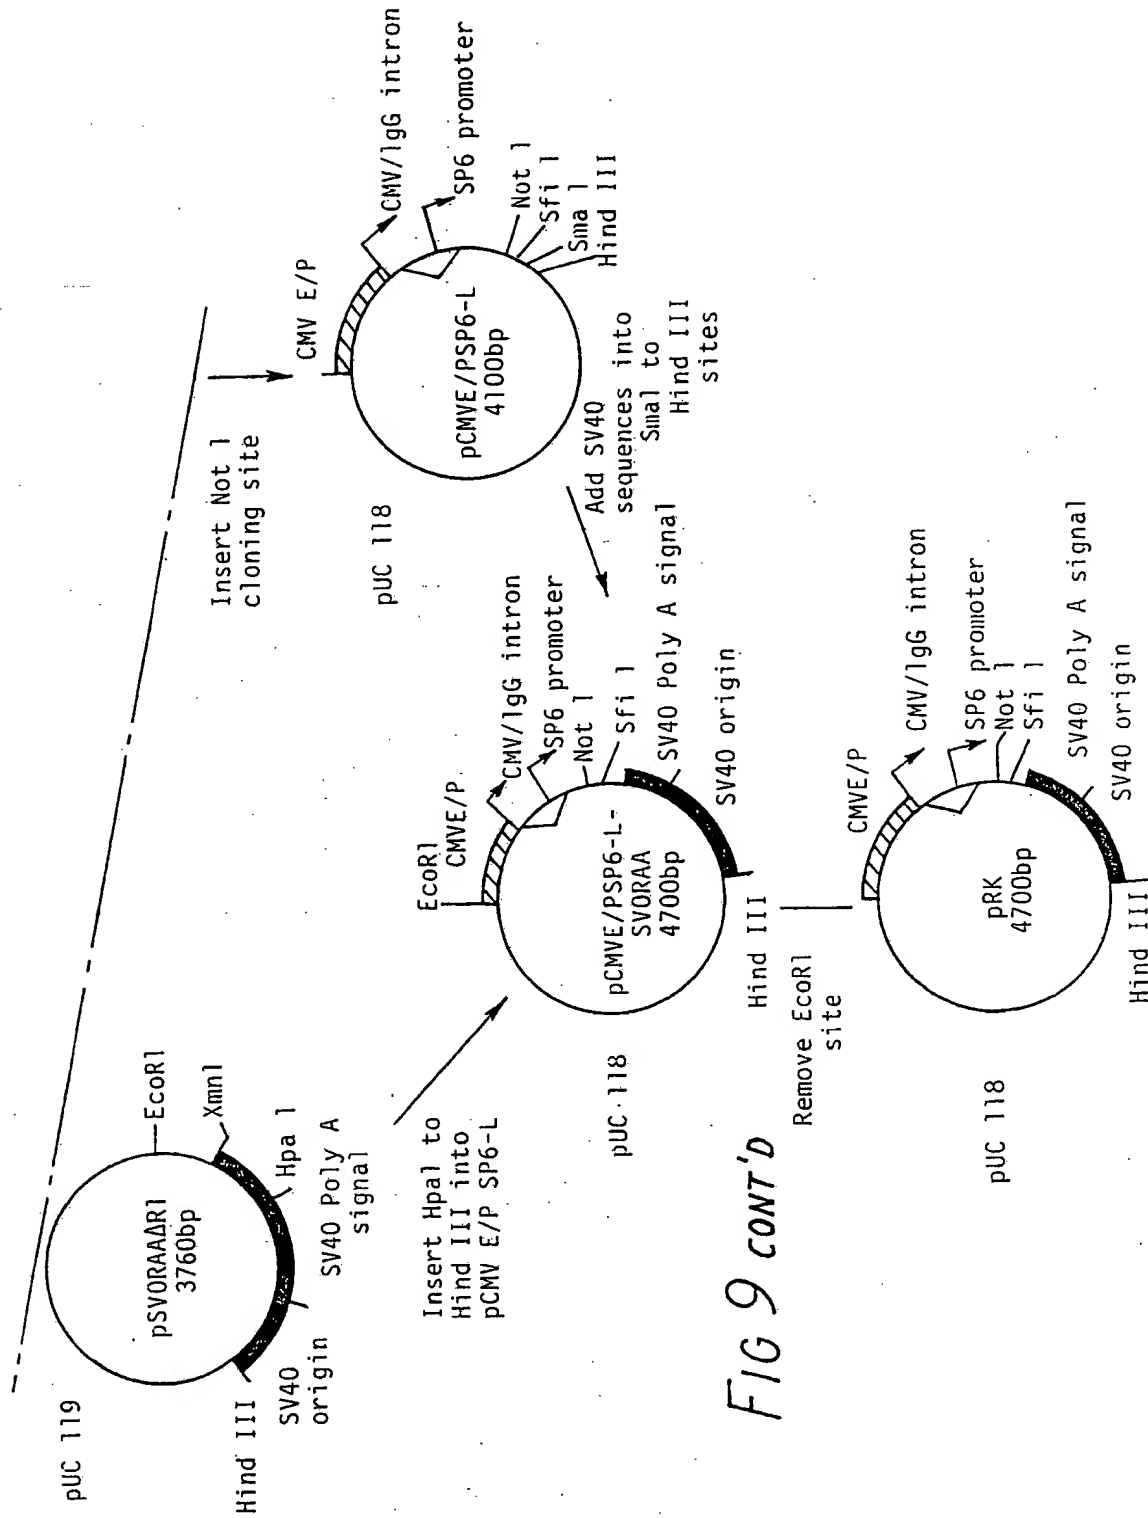 pUC 119
pSVORAAΔR1
3760bp
EcoR1
Xmn1
Hpa 1
SV40 Poly A
signal
SV40
origin
Hind III
Insert Not 1
cloning site
pUC 118
CMV E/P
CMV/1gG intron
SP6 promoter
pCMVE/PSP6-L
4100bp
Not 1
Sfi 1
Sma 1
Hind III
Insert Hpa1 to
Hind III into
pCMV E/P SP6-L
Add SV40
sequences into
Sma1 to
Hind III
sites
EcoR1
CMVE/P
CMV/1gG intron
SP6 promoter
Not 1
Sfi 1
SV40 Poly A signal
SV40 origin
pCMVE/PSP6-L-
SVORAA
4700bp
Hind III
pUC 118
Remove EcoR1
site
CMVE/P
CMV/1gG intron
SP6 promoter
Not 1
Sfi 1
SV40 Poly A signal
SV40 origin
pRK
4700bp
Hind III
pUC 118
FIG 9 CONT'D